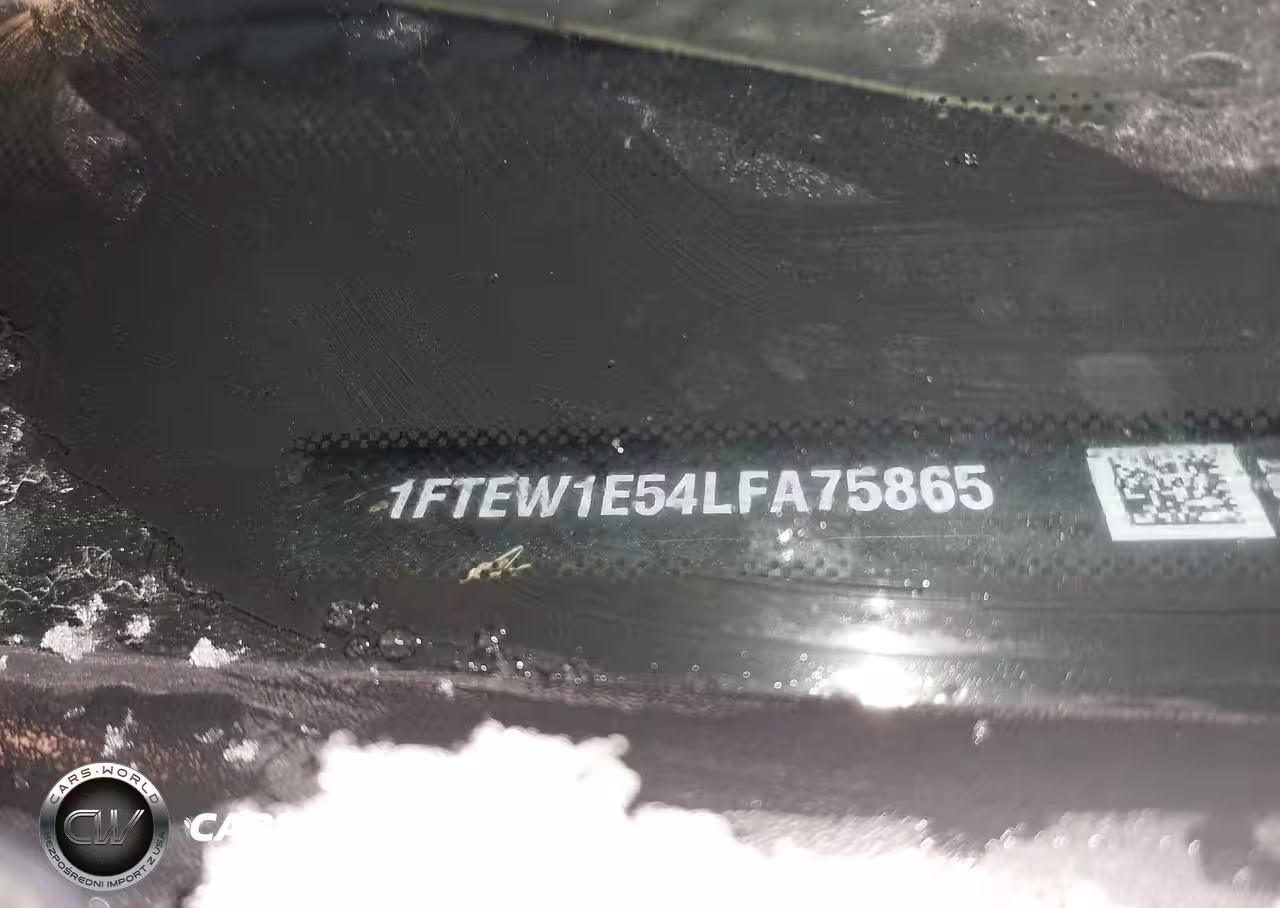 1FTEW1E54LFA75865
CARS-WORLD
CW
BEZPOŚREDNI IMPORT Z USA